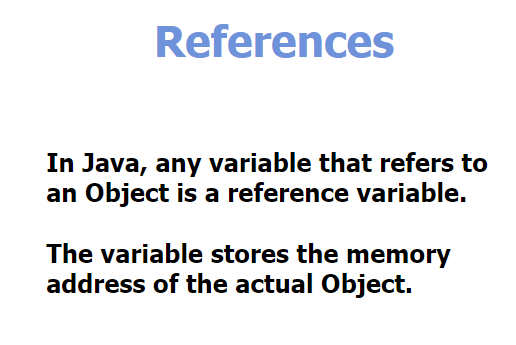 References
In Java, any variable that refers to
an Object is a reference variable.
The variable stores the memory
address of the actual Object.